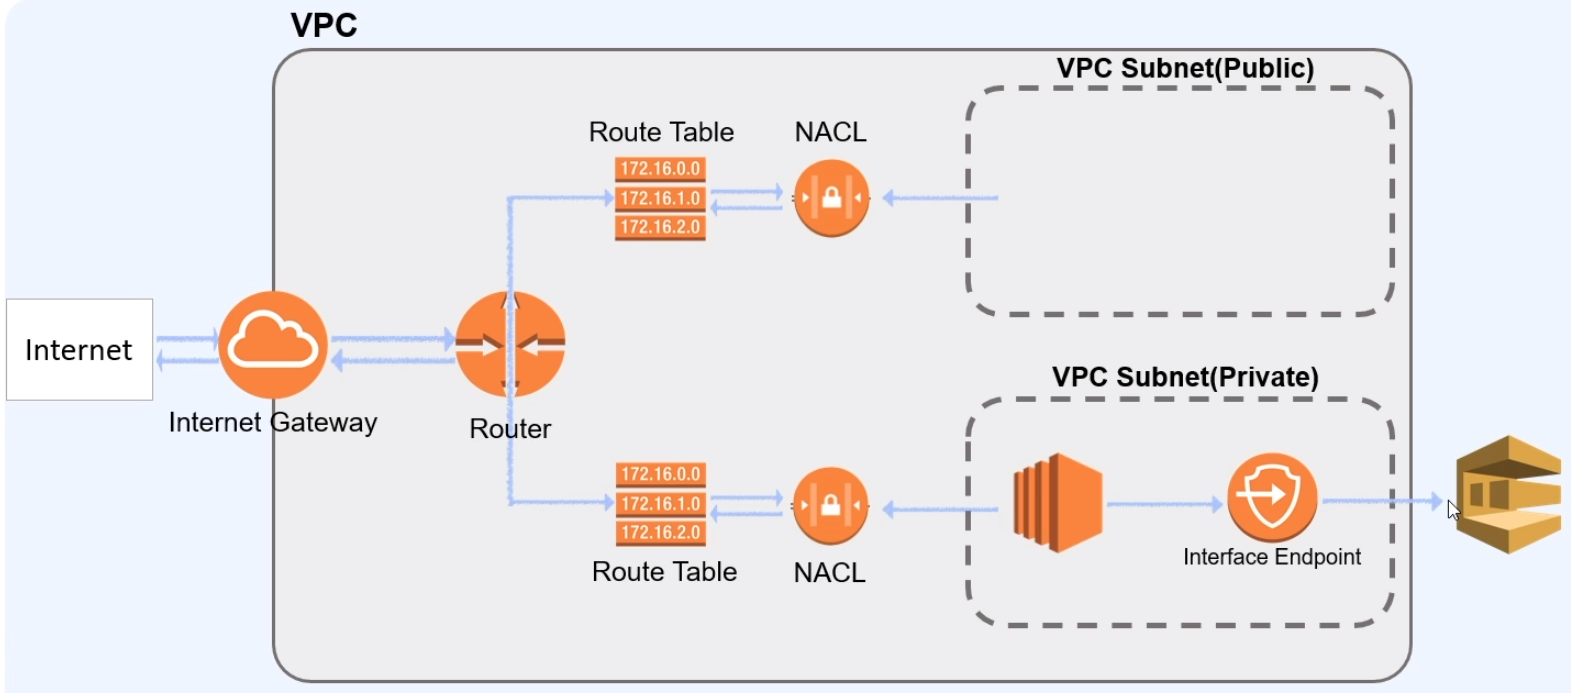 VPC
VPC Subnet(Public)
Route Table
NACL
172.16.0.0
172.16.1.0
172.16.2.0
Internet
Internet Gateway
Router
VPC Subnet(Private)
172.16.0.0
172.16.1.0
172.16.2.0
Route Table
NACL
Interface Endpoint